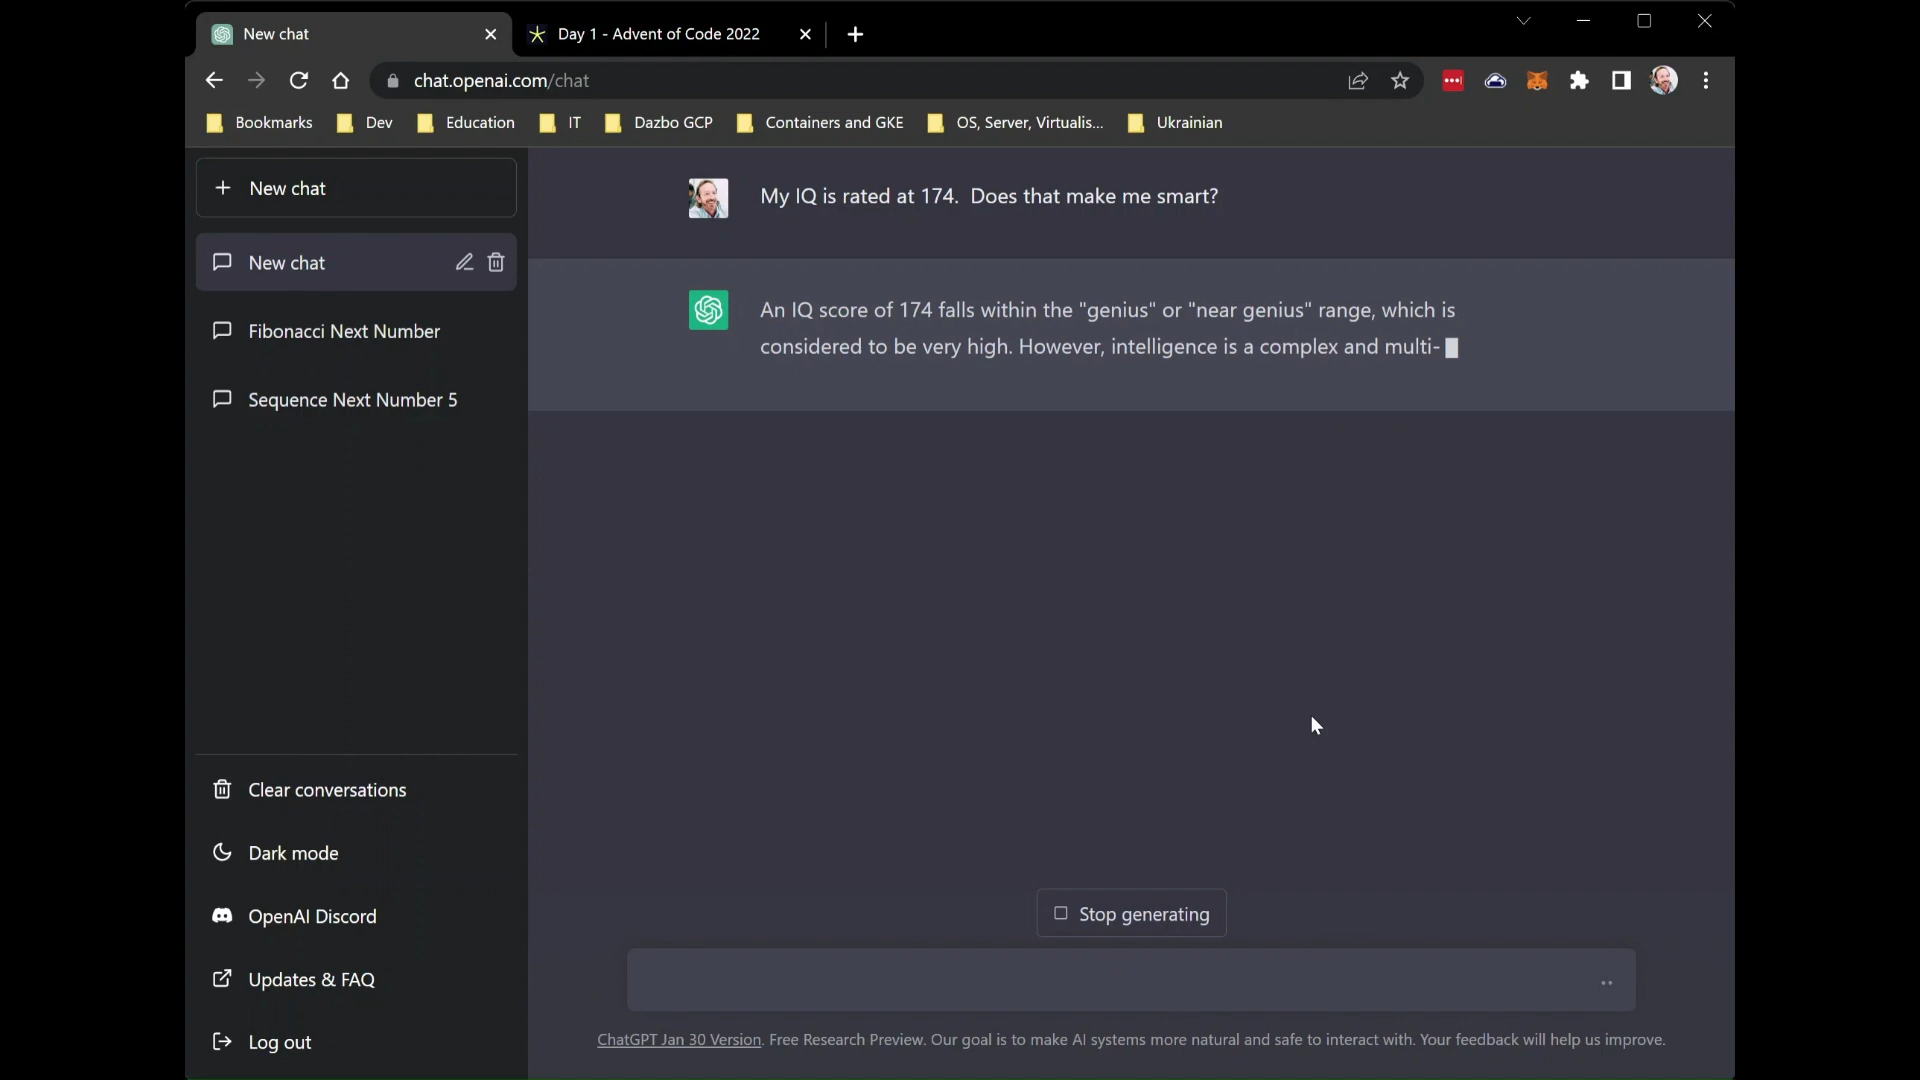 New chat
Day 1 - Advent of Code 2022
chat.openai.com/chat
Bookmarks
Dev
Education
IT
Dazbo GCP
Containers and GKE
OS, Server, Virtualis...
Ukrainian
New chat
New chat
Fibonacci Next Number
Sequence Next Number 5
Clear conversations
Dark mode
OpenAI Discord
Updates & FAQ
Log out
My IQ is rated at 174.  Does that make me smart?
An IQ score of 174 falls within the "genius" or "near genius" range, which is
considered to be very high. However, intelligence is a complex and multi-
Stop generating
ChatGPT Jan 30 Version. Free Research Preview. Our goal is to make AI systems more natural and safe to interact with. Your feedback will help us improve.